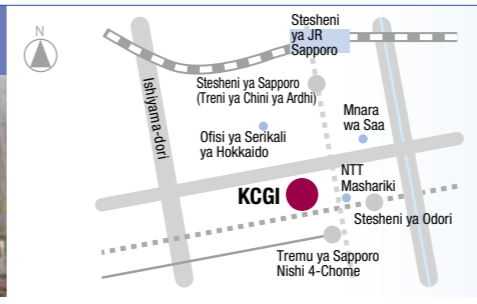 N
Stesheni
ya JR
Sapporo
Stesheni ya Sapporo
(Treni ya Chini ya Ardhi)
Ishiyama-dori
Ofisi ya Serikali
ya Hokkaido
Mnara
wa Saa
KCGI
NTT
Mashariki
Stesheni ya Odori
Tremu ya Sapporo
Nishi 4-Chome